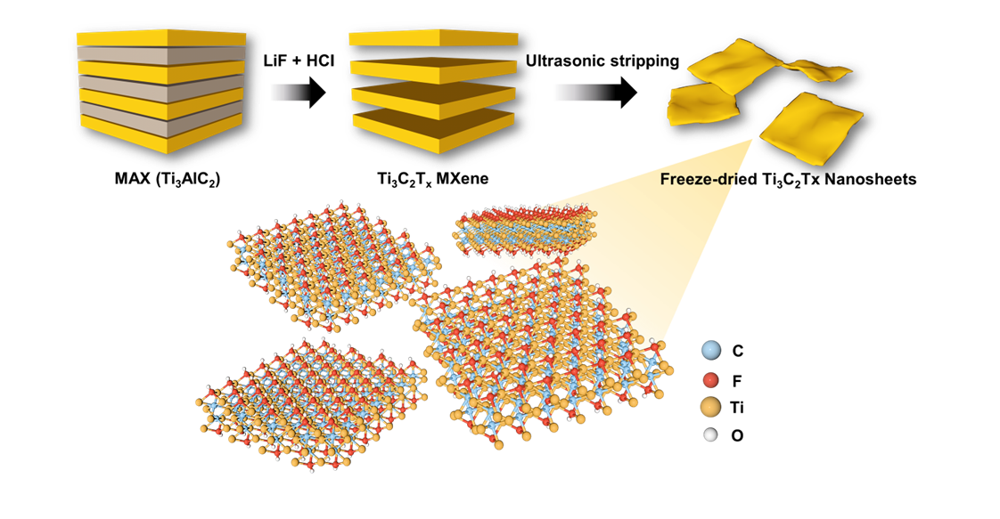 LiF + HCl
Ultrasonic stripping
MAX (Ti₃AlC₂)
Ti₃C₂Tₓ MXene
Freeze-dried Ti₃C₂Tx Nanosheets
C
F
Ti
O